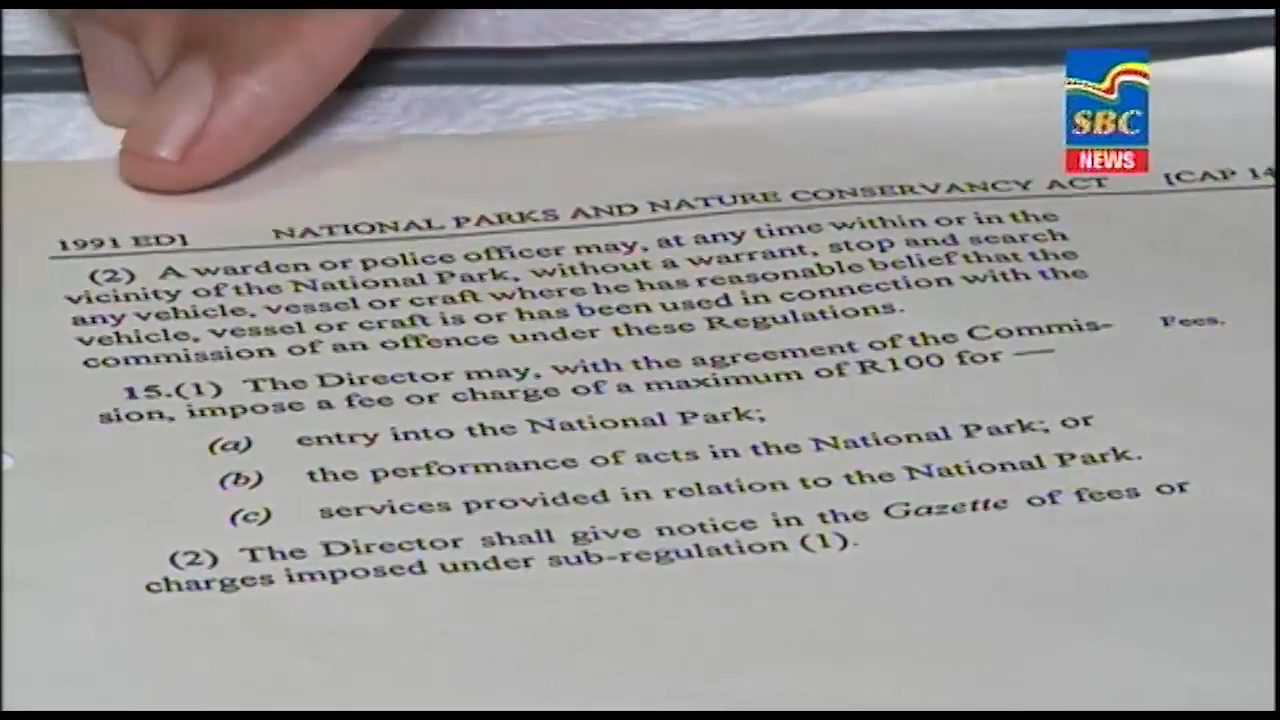 SBC
NEWS
1991 ED] NATIONAL PARKS AND NATURE CONSERVANCY ACT [CAP 14
(2) A warden or police officer may, at any time within or in the
vicinity of the National Park, without a warrant, stop and search
any vehicle, vessel or craft where he has reasonable belief that the
vehicle, vessel or craft is or has been used in connection with the
commission of an offence under these Regulations.
15.(1) The Director may, with the agreement of the Commis- Fees.
sion, impose a fee or charge of a maximum of R100 for —
(a) entry into the National Park;
(b) the performance of acts in the National Park; or
(c) services provided in relation to the National Park.
(2) The Director shall give notice in the Gazette of fees or
charges imposed under sub-regulation (1).